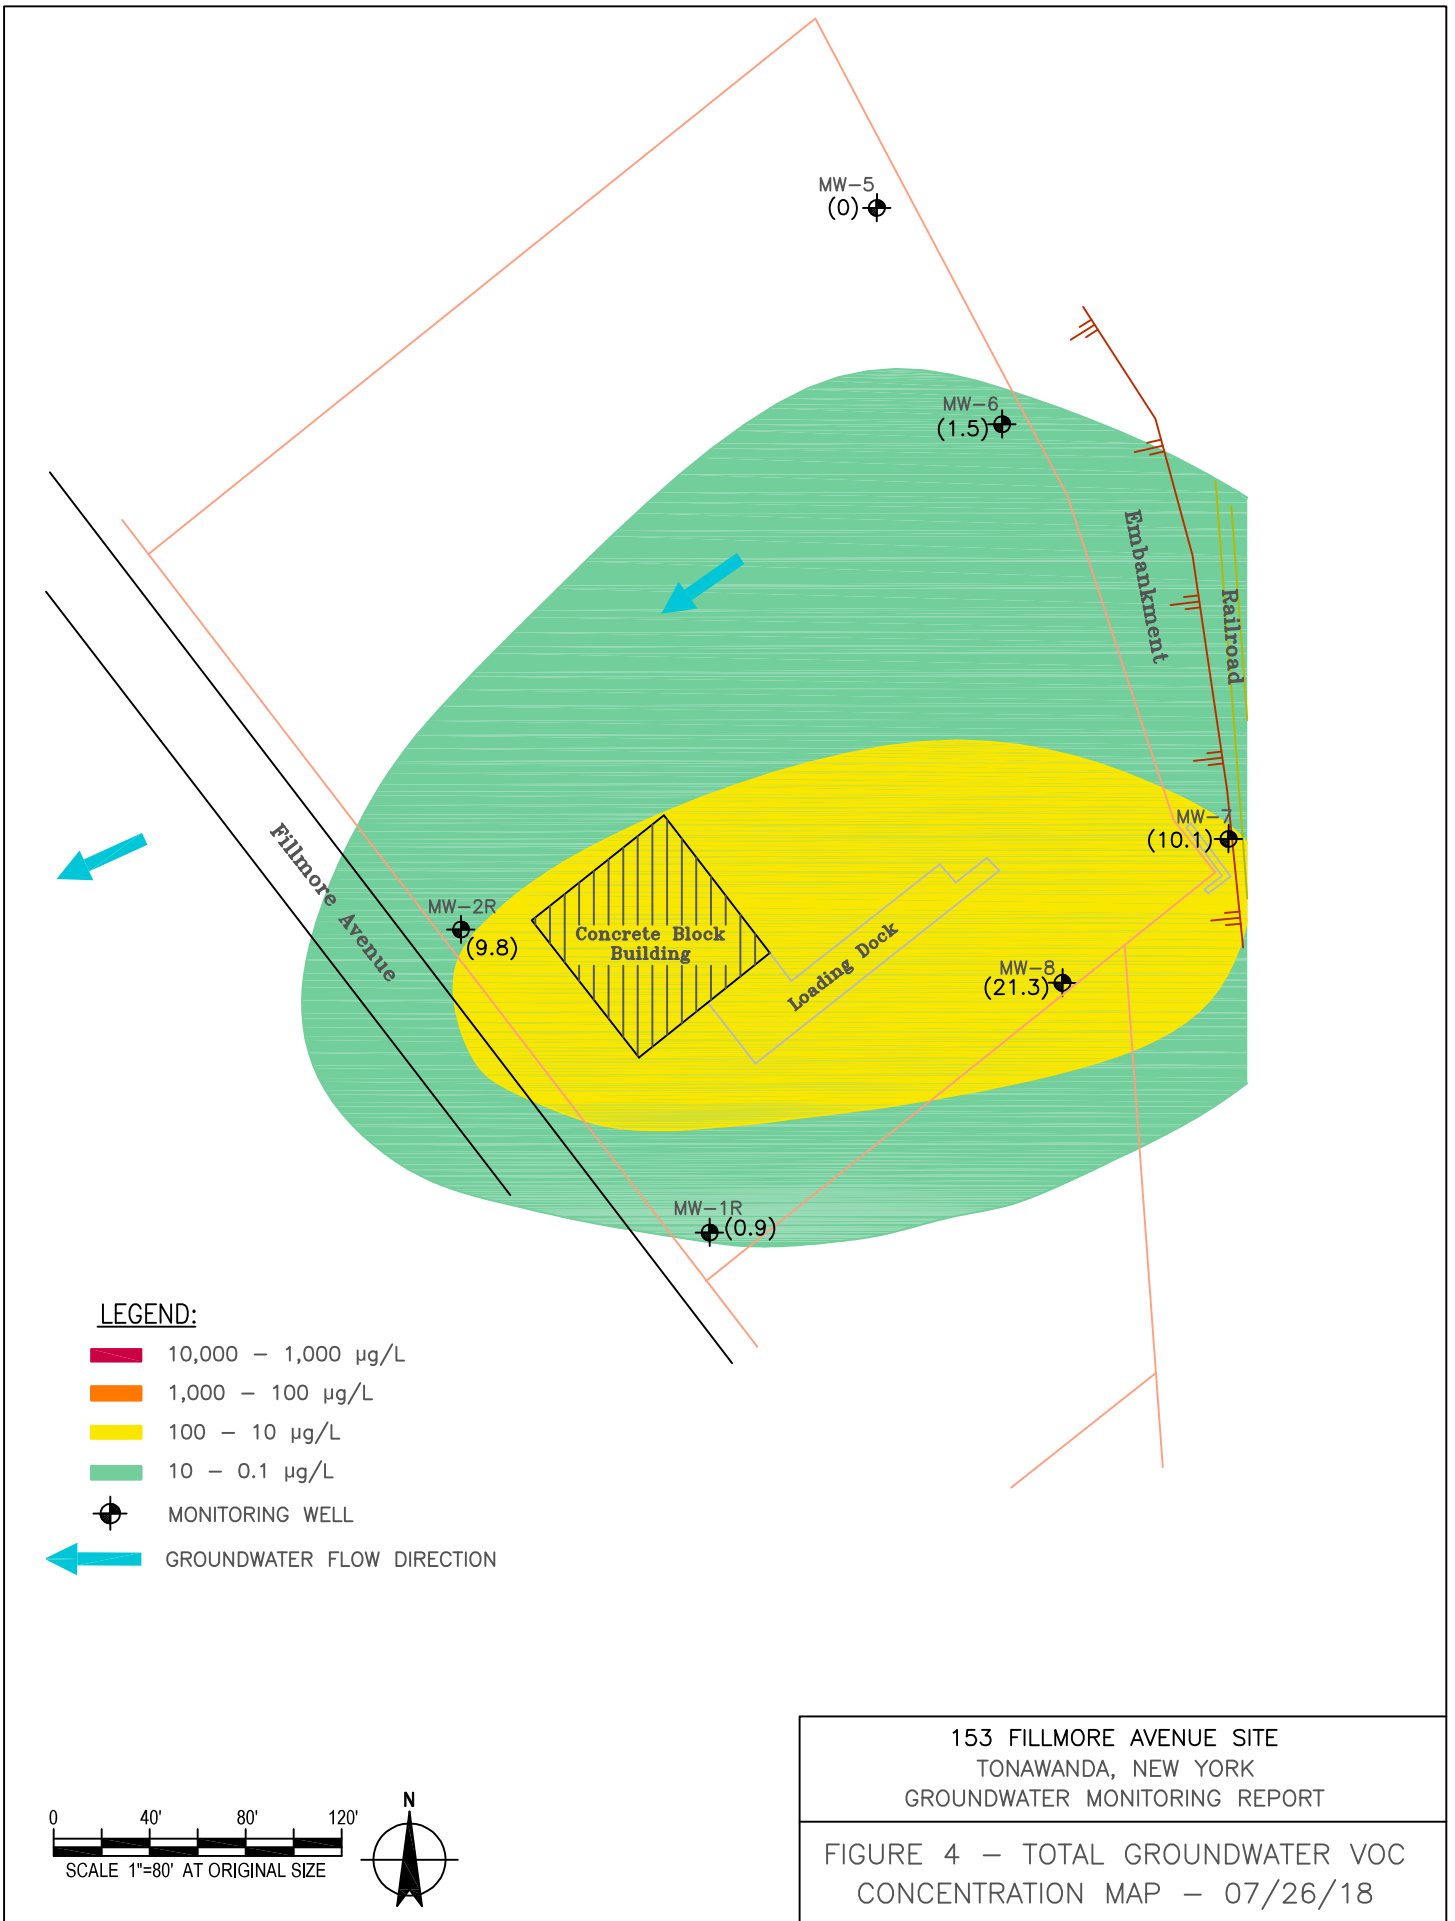 MW-5
(0)
MW-6
(1.5)
Embankment
Railroad
MW-7
(10.1)
Fillmore Avenue
MW-2R
(9.8)
Concrete Block
Building
Loading Dock
MW-8
(21.3)
MW-1R
(0.9)
LEGEND:
10,000 - 1,000 µg/L
1,000 - 100 µg/L
100 - 10 µg/L
10 - 0.1 µg/L
MONITORING WELL
GROUNDWATER FLOW DIRECTION
0 40' 80' 120'
SCALE 1"=80' AT ORIGINAL SIZE
N
153 FILLMORE AVENUE SITE
TONAWANDA, NEW YORK
GROUNDWATER MONITORING REPORT
FIGURE 4 - TOTAL GROUNDWATER VOC
CONCENTRATION MAP - 07/26/18